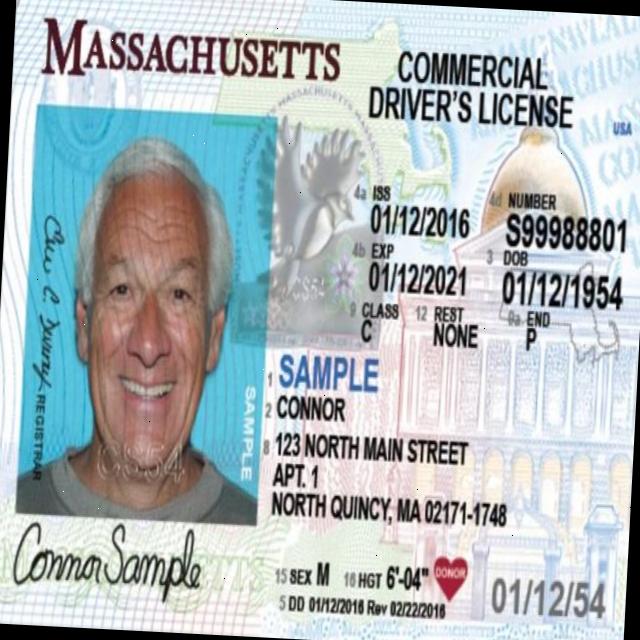 MASSACHUSETTS
COMMERCIAL
DRIVER'S LICENSE
USA
4a ISS
01/12/2016
4d NUMBER
S99988801
4b EXP
01/12/2021
3 DOB
01/12/1954
9 CLASS
C
12 REST
NONE
9a END
P
1 SAMPLE
2 CONNOR
8 123 NORTH MAIN STREET
APT. 1
NORTH QUINCY, MA 02171-1748
15 SEX M 16 HGT 6'-04"
DONOR
5 DD 01/12/2016 Rev 02/22/2016
01/12/54
REGISTRAR
SAMPLE
CS54
Connor Sample